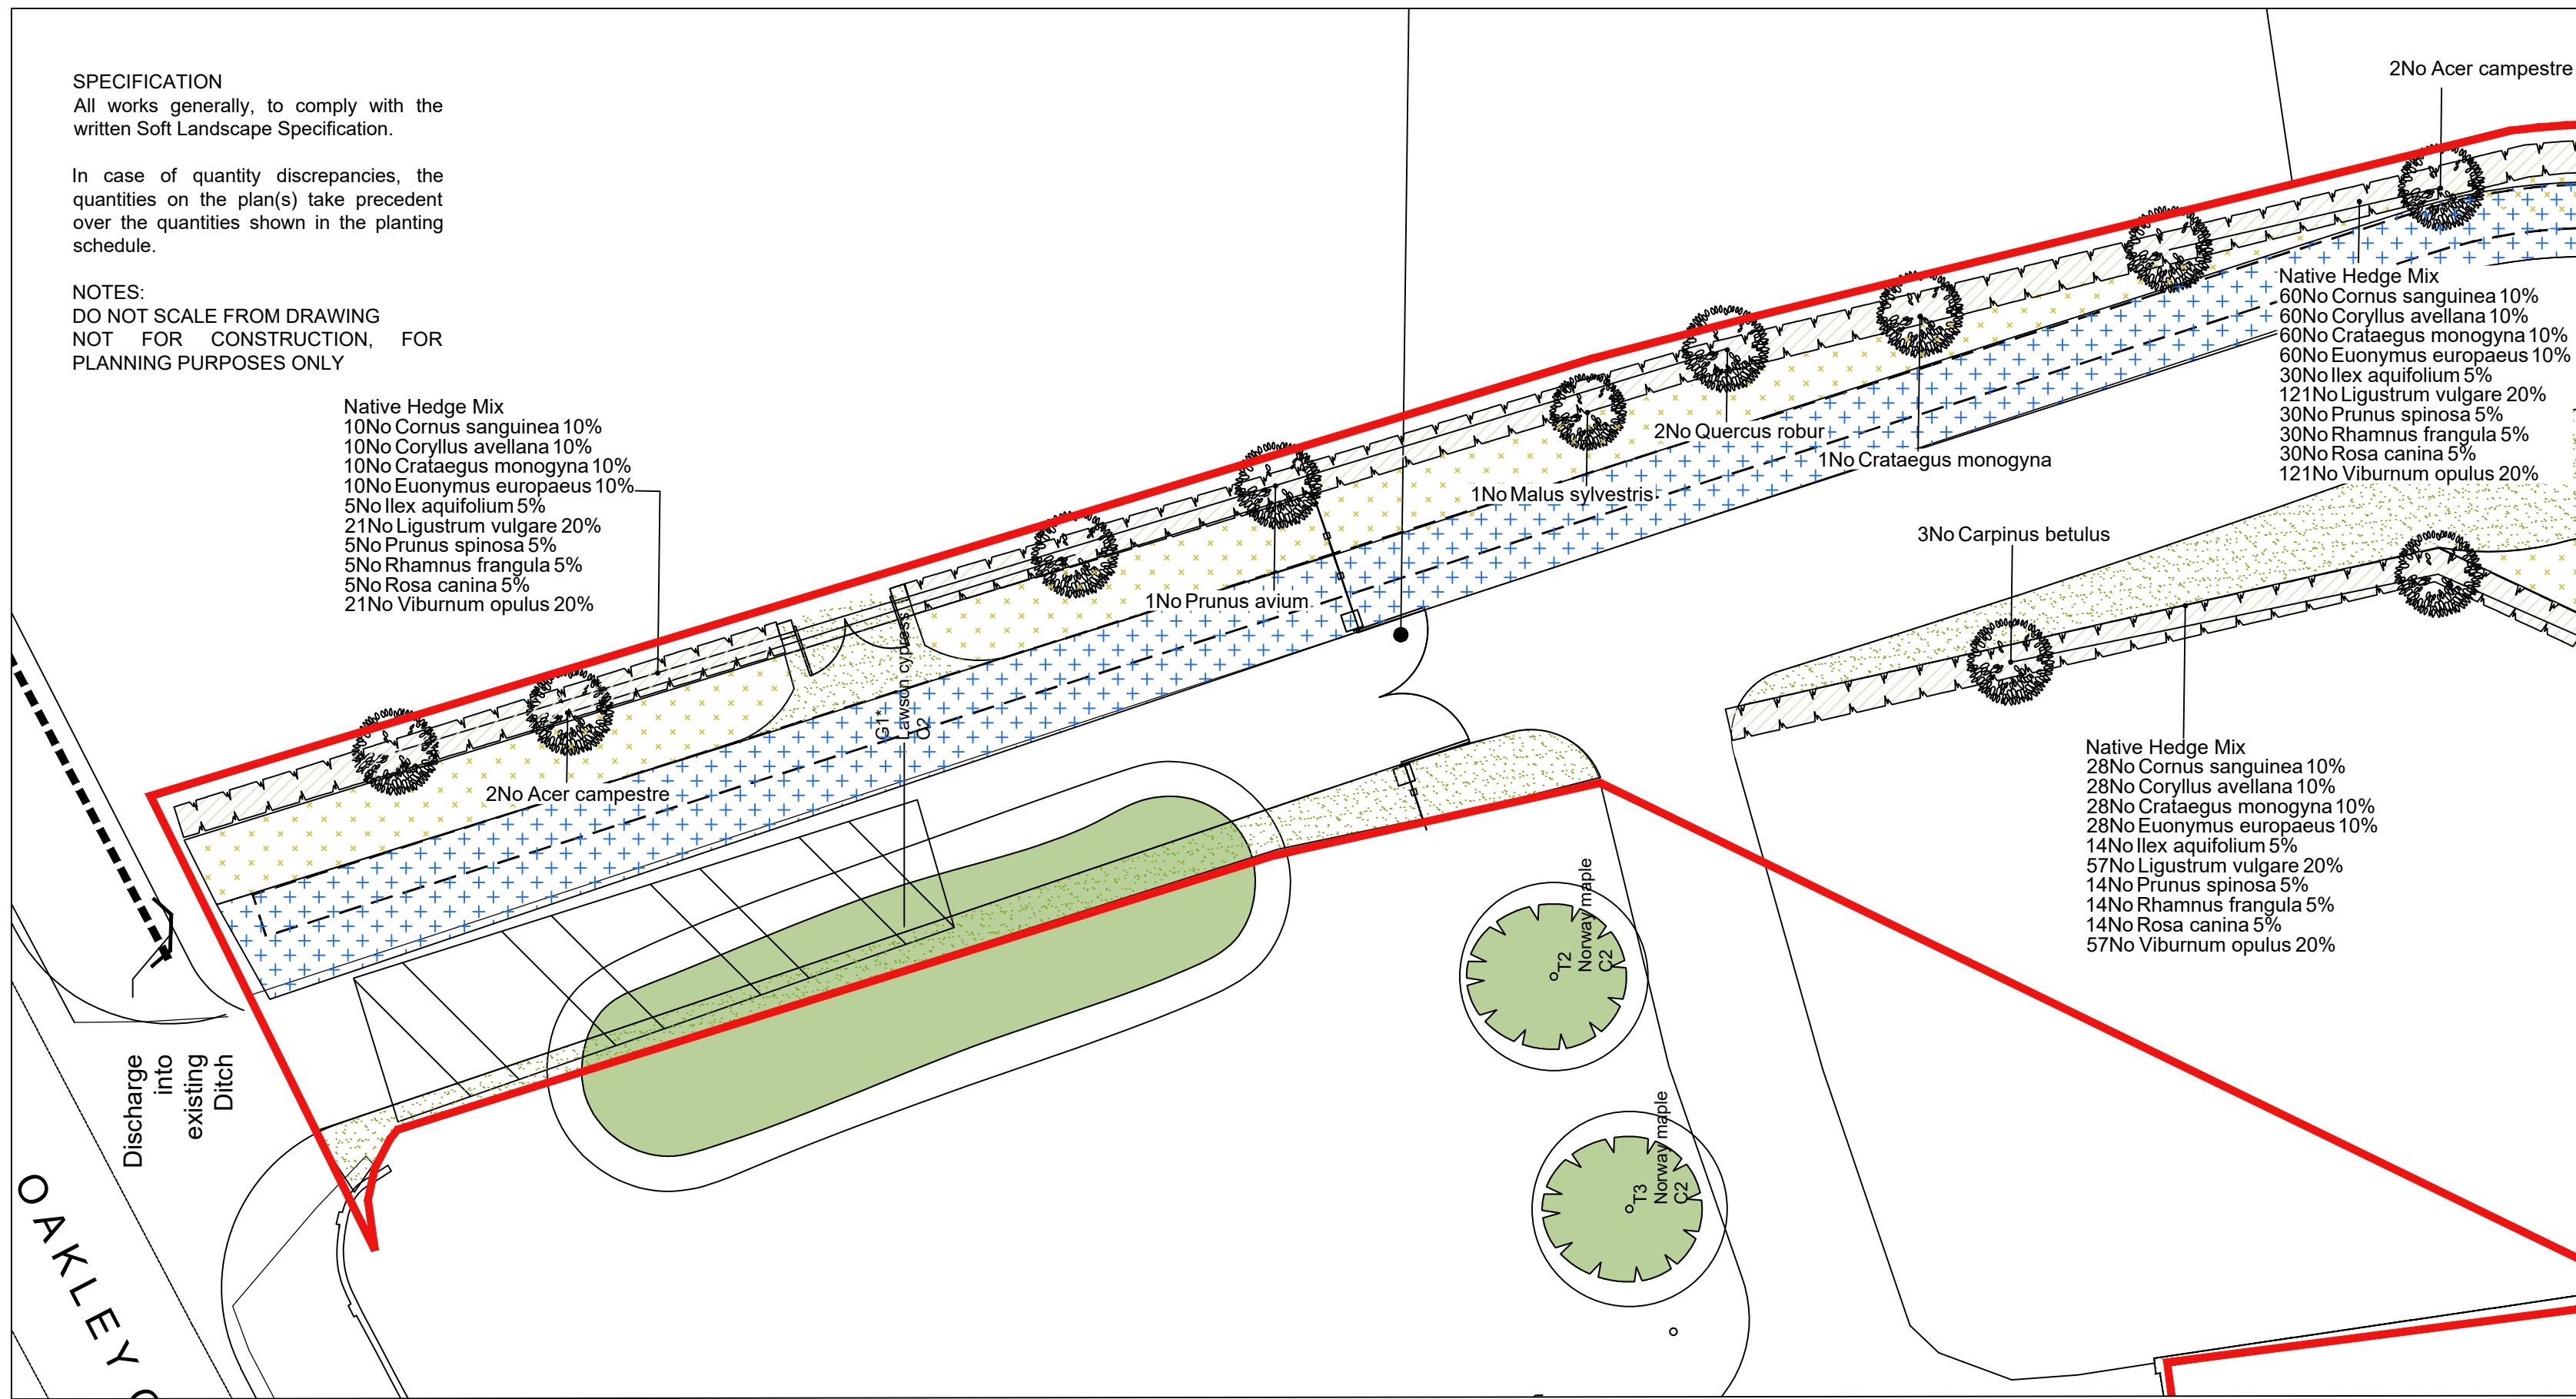 SPECIFICATION
All works generally, to comply with the
written Soft Landscape Specification.
In case of quantity discrepancies, the
quantities on the plan(s) take precedent
over the quantities shown in the planting
schedule.
NOTES:
DO NOT SCALE FROM DRAWING
NOT FOR CONSTRUCTION, FOR
PLANNING PURPOSES ONLY
Native Hedge Mix
10No Cornus sanguinea 10%
10No Coryllus avellana 10%
10No Crataegus monogyna 10%
10No Euonymus europaeus 10%
5No Ilex aquifolium 5%
21No Ligustrum vulgare 20%
5No Prunus spinosa 5%
5No Rhamnus frangula 5%
5No Rosa canina 5%
21No Viburnum opulus 20%
2No Acer campestre
Native Hedge Mix
60No Cornus sanguinea 10%
60No Coryllus avellana 10%
60No Crataegus monogyna 10%
60No Euonymus europaeus 10%
30No Ilex aquifolium 5%
121No Ligustrum vulgare 20%
30No Prunus spinosa 5%
30No Rhamnus frangula 5%
30No Rosa canina 5%
121No Viburnum opulus 20%
2No Quercus robur
1No Crataegus monogyna
1No Malus sylvestris
3No Carpinus betulus
1No Prunus avium
G1*
Lawson cypress
C2
2No Acer campestre
Native Hedge Mix
28No Cornus sanguinea 10%
28No Coryllus avellana 10%
28No Crataegus monogyna 10%
28No Euonymus europaeus 10%
14No Ilex aquifolium 5%
57No Ligustrum vulgare 20%
14No Prunus spinosa 5%
14No Rhamnus frangula 5%
14No Rosa canina 5%
57No Viburnum opulus 20%
T2
Norway maple
C2
T3
Norway maple
C2
Discharge
into
existing
Ditch
OAKLEY